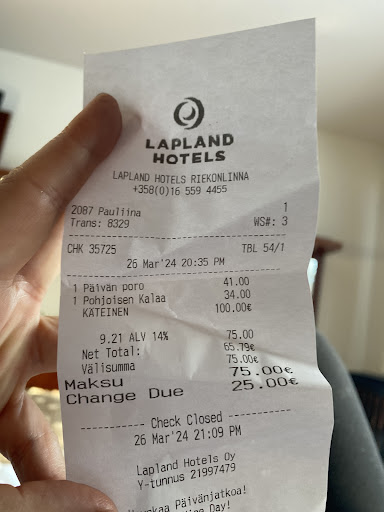 LAPLAND
HOTELS
LAPLAND HOTELS RIEKONLINNA
+358(0)16 559 4455
2087 Pauliina 1
Trans: 8329 WS#: 3
CHK 35725 TBL 54/1
26 Mar'24 20:35 PM
1 Päivän poro 41.00
1 Pohjoisen Kalaa 34.00
KÄTEINEN 100.00€
9.21 ALV 14% 75.00
Net Total: 65.79€
Välisumma 75.00€
Maksu 75.00€
Change Due 25.00€
---------- Check Closed ----------
26 Mar'24 21:09 PM
Lapland Hotels Oy
Y-tunnus 21997479
Päivänjatkoa!
Day!